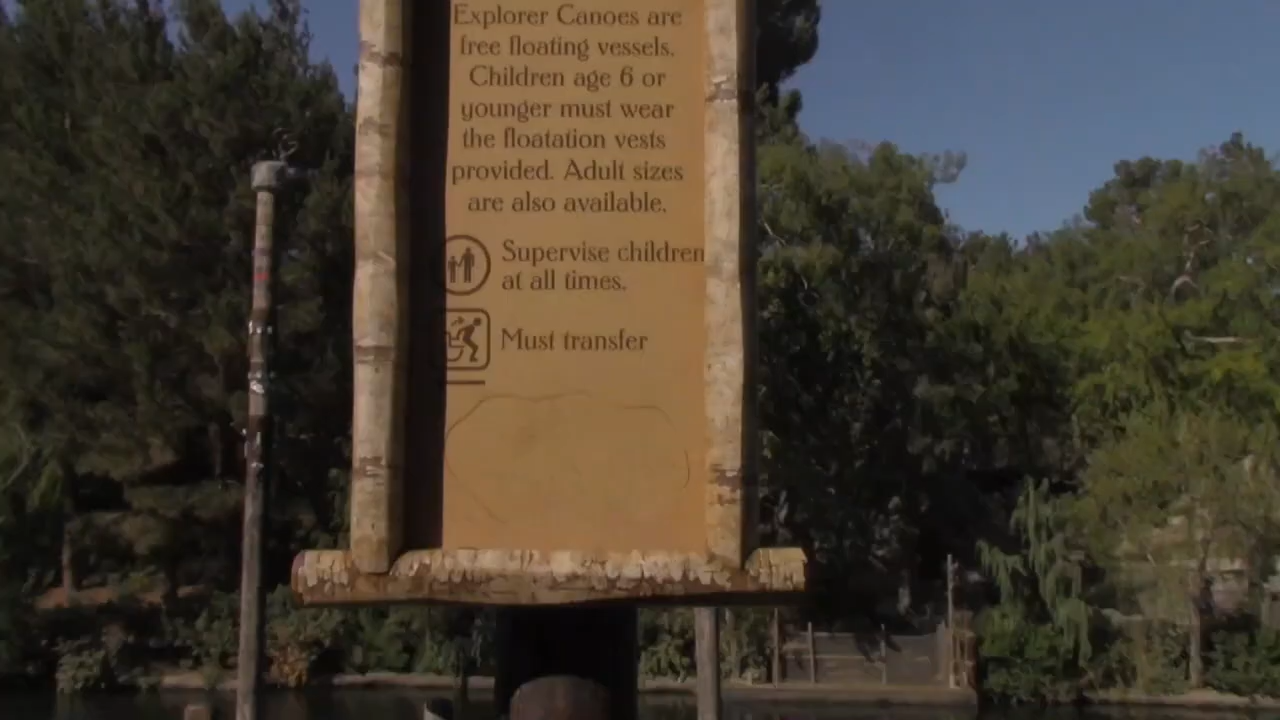 Explorer Canoes are
free floating vessels.
Children age 6 or
younger must wear
the floatation vests
provided. Adult sizes
are also available.
Supervise children
at all times.
Must transfer